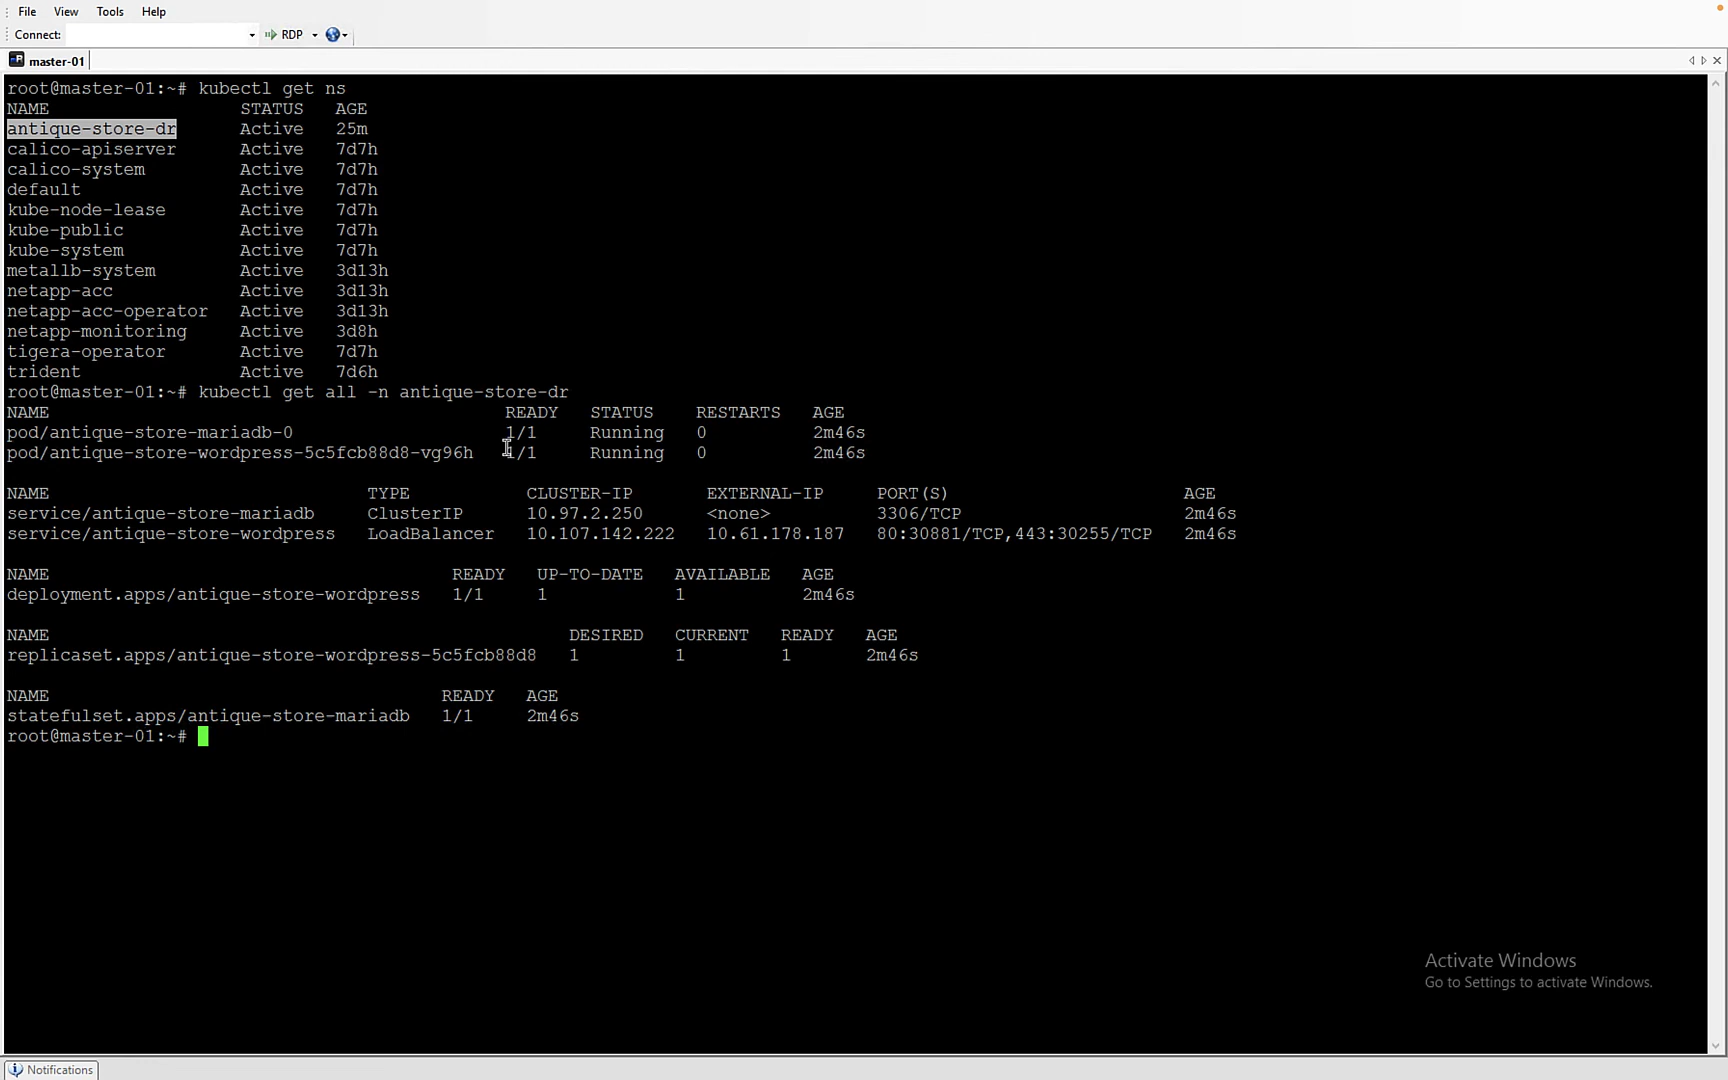 File View Tools Help
Connect: RDP
master-01
root@master-01:~# kubectl get ns
NAME STATUS AGE
antique-store-dr Active 25m
calico-apiserver Active 7d7h
calico-system Active 7d7h
default Active 7d7h
kube-node-lease Active 7d7h
kube-public Active 7d7h
kube-system Active 7d7h
metallb-system Active 3d13h
netapp-acc Active 3d13h
netapp-acc-operator Active 3d13h
netapp-monitoring Active 3d8h
tigera-operator Active 7d7h
trident Active 7d6h
root@master-01:~# kubectl get all -n antique-store-dr
NAME READY STATUS RESTARTS AGE
pod/antique-store-mariadb-0 1/1 Running 0 2m46s
pod/antique-store-wordpress-5c5fcb88d8-vg96h 1/1 Running 0 2m46s
NAME TYPE CLUSTER-IP EXTERNAL-IP PORT(S) AGE
service/antique-store-mariadb ClusterIP 10.97.2.250 <none> 3306/TCP 2m46s
service/antique-store-wordpress LoadBalancer 10.107.142.222 10.61.178.187 80:30881/TCP,443:30255/TCP 2m46s
NAME READY UP-TO-DATE AVAILABLE AGE
deployment.apps/antique-store-wordpress 1/1 1 1 2m46s
NAME DESIRED CURRENT READY AGE
replicaset.apps/antique-store-wordpress-5c5fcb88d8 1 1 1 2m46s
NAME READY AGE
statefulset.apps/antique-store-mariadb 1/1 2m46s
root@master-01:~#
Activate Windows
Go to Settings to activate Windows.
Notifications